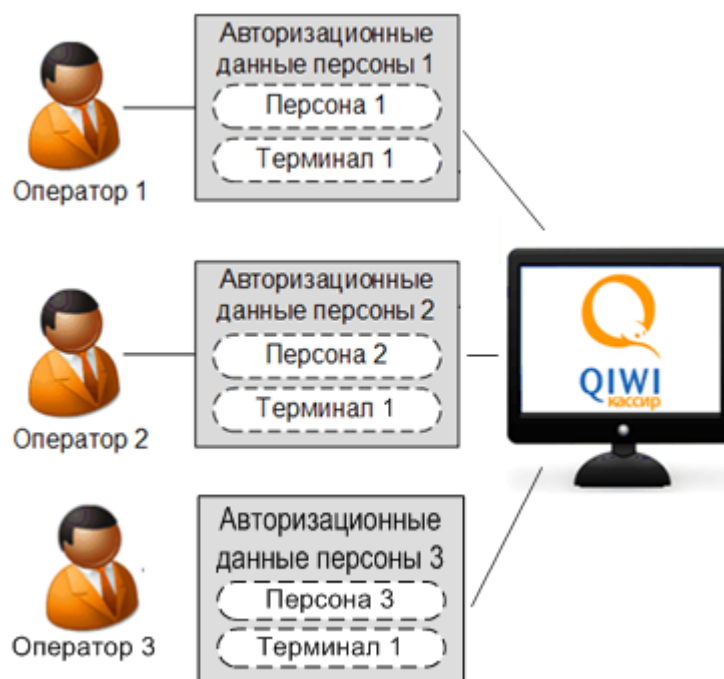 Авторизационные
данные персоны 1
Персона 1
Терминал 1
Оператор 1
Авторизационные
данные персоны 2
Персона 2
Терминал 1
Оператор 2
QIWI
кассир
Авторизационные
данные персоны 3
Персона 3
Терминал 1
Оператор 3